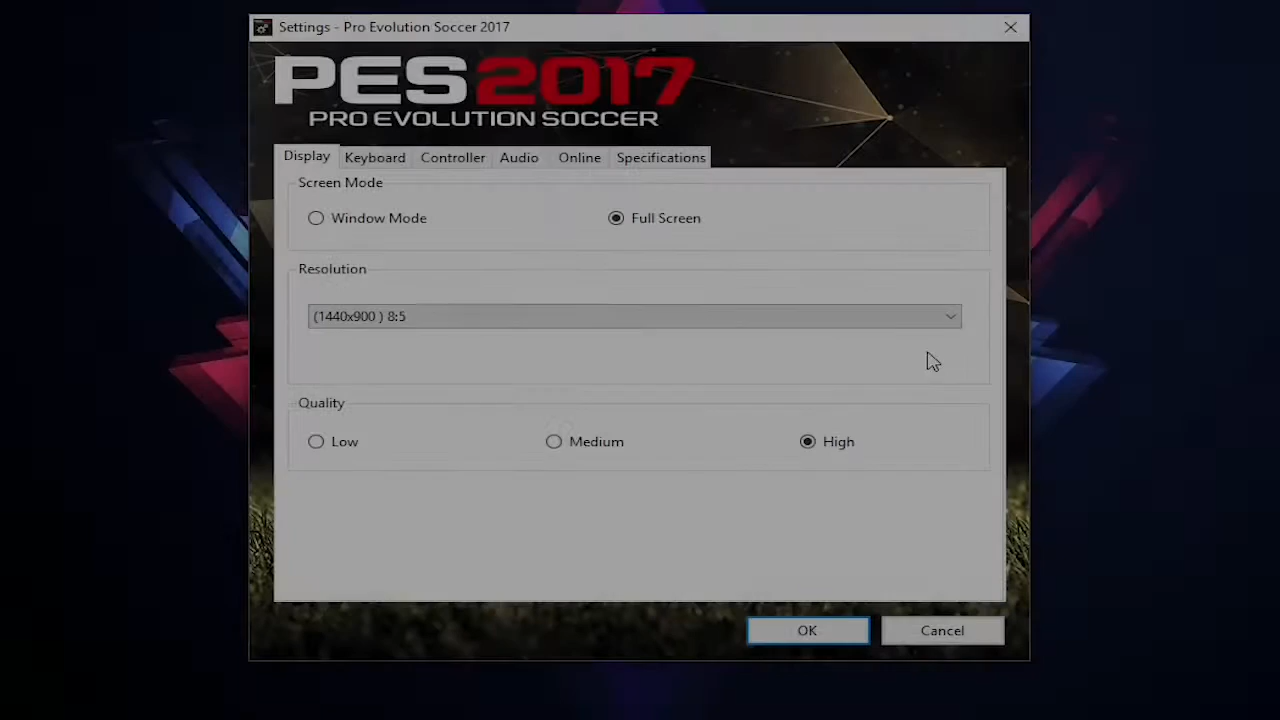 Settings - Pro Evolution Soccer 2017
PES2017
PRO EVOLUTION SOCCER
Display Keyboard Controller Audio Online Specifications
Screen Mode
Window Mode Full Screen
Resolution
(1440x900 ) 8:5
Quality
Low Medium High
OK Cancel